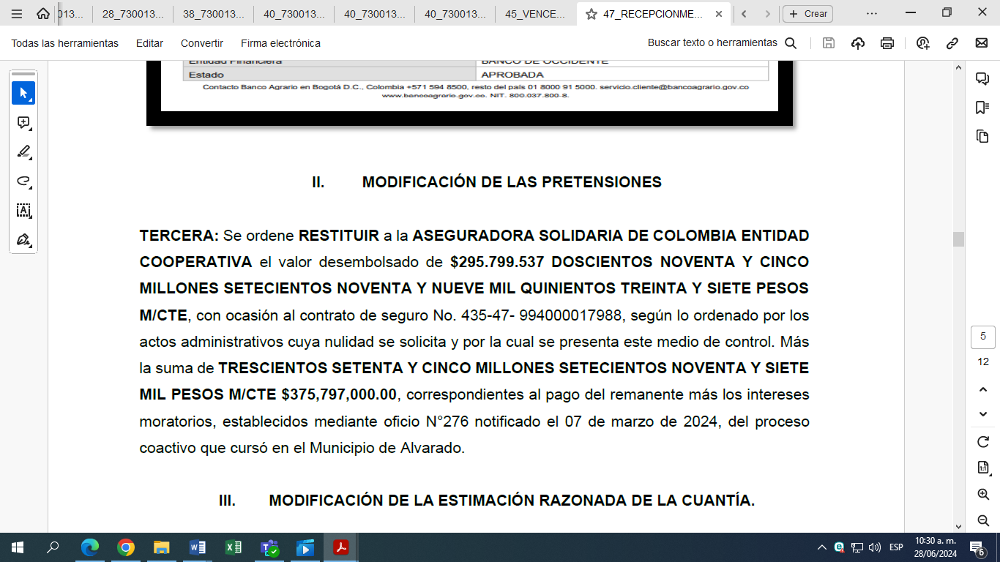 013...
28_730013...
38_730013...
40_730013...
40_730013...
40_730013...
45_VENCE...
47_RECEPCIONME...
Crear
Todas las herramientas
Editar
Convertir
Firma electrónica
Buscar texto o herramientas
Entidad Financiera BANCO DE OCCIDENTE
Estado APROBADA
Contacto Banco Agrario en Bogotá D.C., Colombia +571 594 8500, resto del país 01 8000 91 5000. servicio.cliente@bancoagrario.gov.co
www.bancoagrario.gov.co. NIT. 800.037.800-8.
II. MODIFICACIÓN DE LAS PRETENSIONES
TERCERA: Se ordene RESTITUIR a la ASEGURADORA SOLIDARIA DE COLOMBIA ENTIDAD
COOPERATIVA el valor desembolsado de $295.799.537 DOSCIENTOS NOVENTA Y CINCO
MILLONES SETECIENTOS NOVENTA Y NUEVE MIL QUINIENTOS TREINTA Y SIETE PESOS
M/CTE, con ocasión al contrato de seguro No. 435-47- 994000017988, según lo ordenado por los
actos administrativos cuya nulidad se solicita y por la cual se presenta este medio de control. Más
la suma de TRESCIENTOS SETENTA Y CINCO MILLONES SETECIENTOS NOVENTA Y SIETE
MIL PESOS M/CTE $375,797,000.00, correspondientes al pago del remanente más los intereses
moratorios, establecidos mediante oficio N°276 notificado el 07 de marzo de 2024, del proceso
coactivo que cursó en el Municipio de Alvarado.
III. MODIFICACIÓN DE LA ESTIMACIÓN RAZONADA DE LA CUANTÍA.
5
12
1:1
ESP
10:30 a. m.
28/06/2024
6